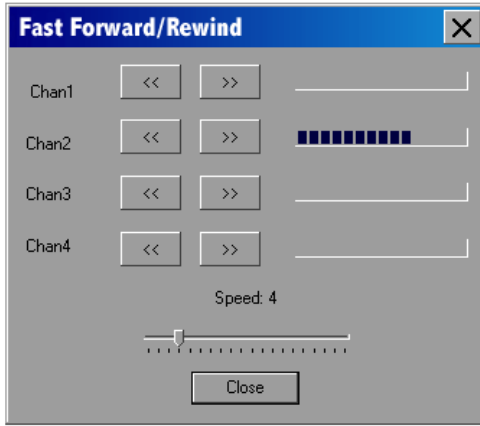 Fast Forward/Rewind
Chan1 << >>
Chan2 << >>
Chan3 << >>
Chan4 << >>
Speed: 4
Close